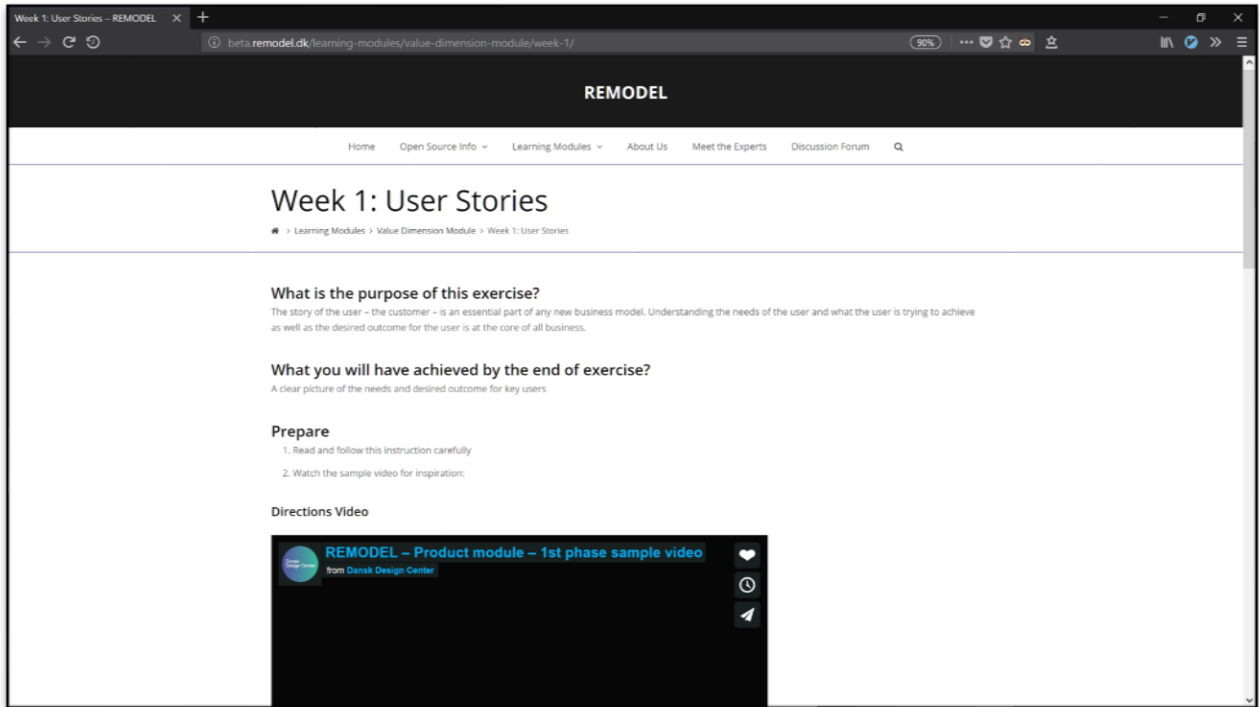 Week 1: User Stories – REMODEL
beta.remodel.dk/learning-modules/value-dimension-module/week-1/
90%
REMODEL
Home Open Source Info Learning Modules About Us Meet the Experts Discussion Forum
Week 1: User Stories
> Learning Modules > Value Dimension Module > Week 1: User Stories
What is the purpose of this exercise?
The story of the user – the customer – is an essential part of any new business model. Understanding the needs of the user and what the user is trying to achieve
as well as the desired outcome for the user is at the core of all business.
What you will have achieved by the end of exercise?
A clear picture of the needs and desired outcome for key users
Prepare
1. Read and follow this instruction carefully
2. Watch the sample video for inspiration:
Directions Video
REMODEL – Product module – 1st phase sample video
from Dansk Design Center
Dansk
Design Center